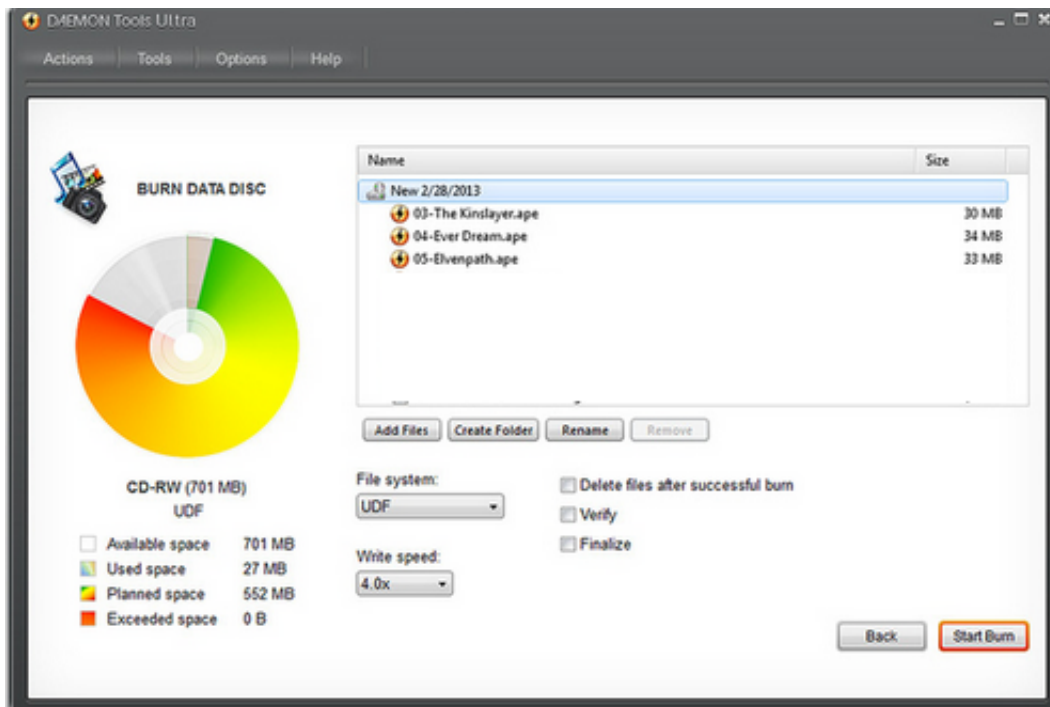 DAEMON Tools Ultra
Actions Tools Options Help
BURN DATA DISC
Name Size
New 2/28/2013
03-The Kinslayer.ape 30 MB
04-Ever Dream.ape 34 MB
05-Elvenpath.ape 33 MB
Add Files Create Folder Rename Remove
CD-RW (701 MB)
UDF
Available space 701 MB
Used space 27 MB
Planned space 552 MB
Exceeded space 0 B
File system:
UDF
Write speed:
4.0x
Delete files after successful burn
Verify
Finalize
Back Start Burn